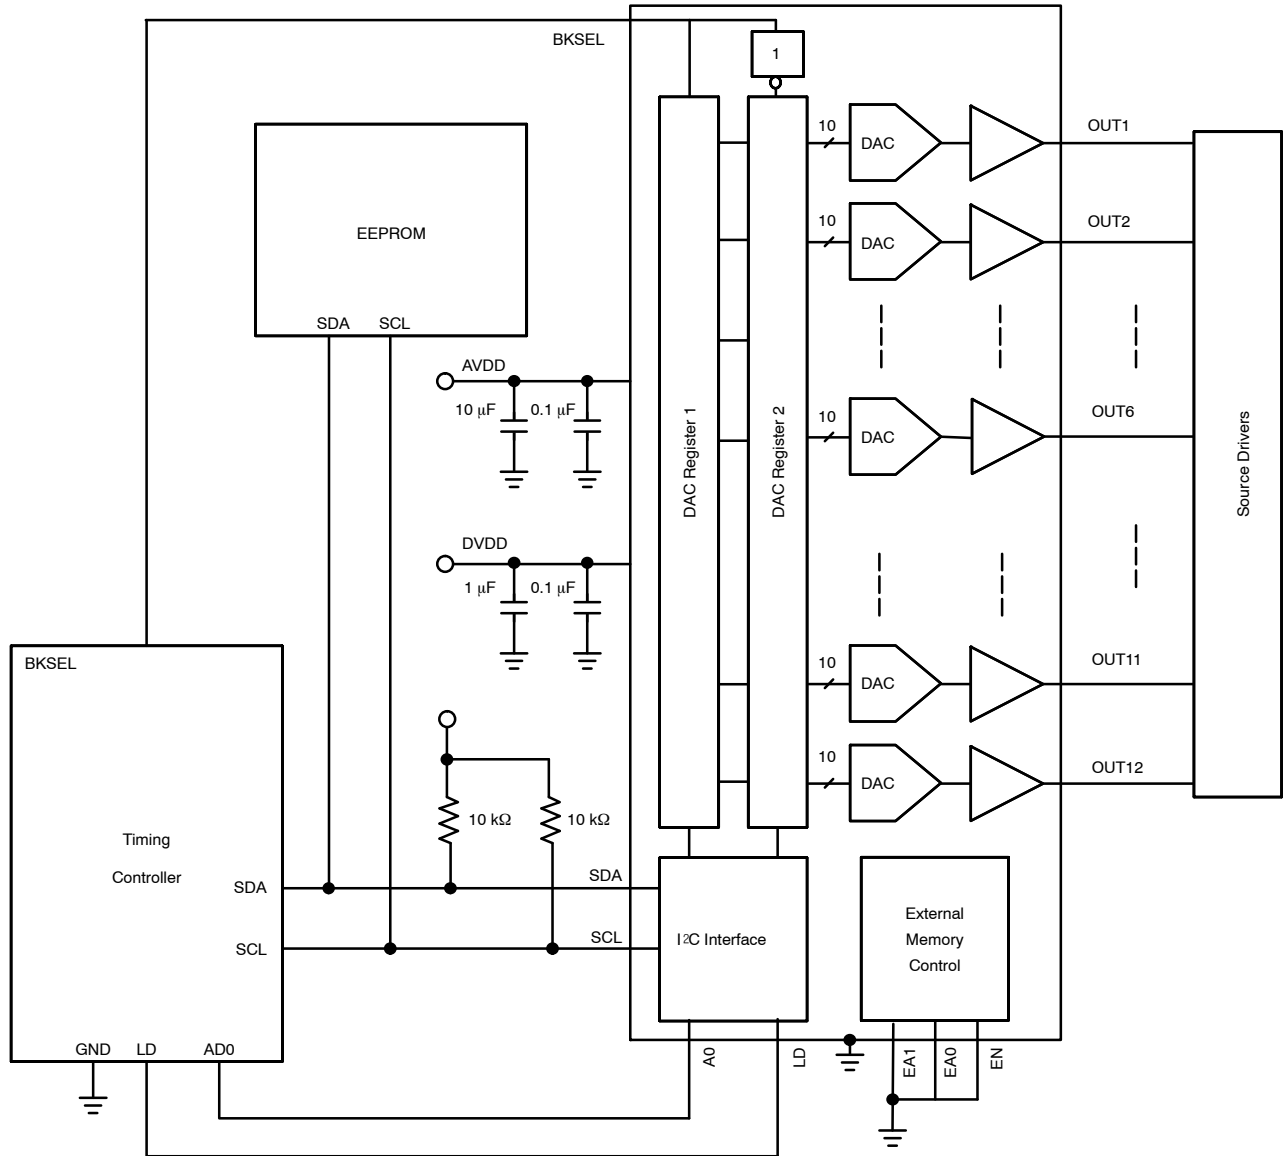 BKSEL
1
10
DAC
OUT1
EEPROM
SDA
SCL
10
DAC
OUT2
AVDD
10 μF
0.1 μF
DAC Register 1
DAC Register 2
10
DAC
OUT6
Source Drivers
DVDD
1 μF
0.1 μF
BKSEL
10
DAC
OUT11
10
DAC
OUT12
10 kΩ
10 kΩ
Timing
Controller
SDA
SCL
GND
LD
AD0
SDA
SCL
I2C Interface
External
Memory
Control
A0
LD
EA1
EA0
EN